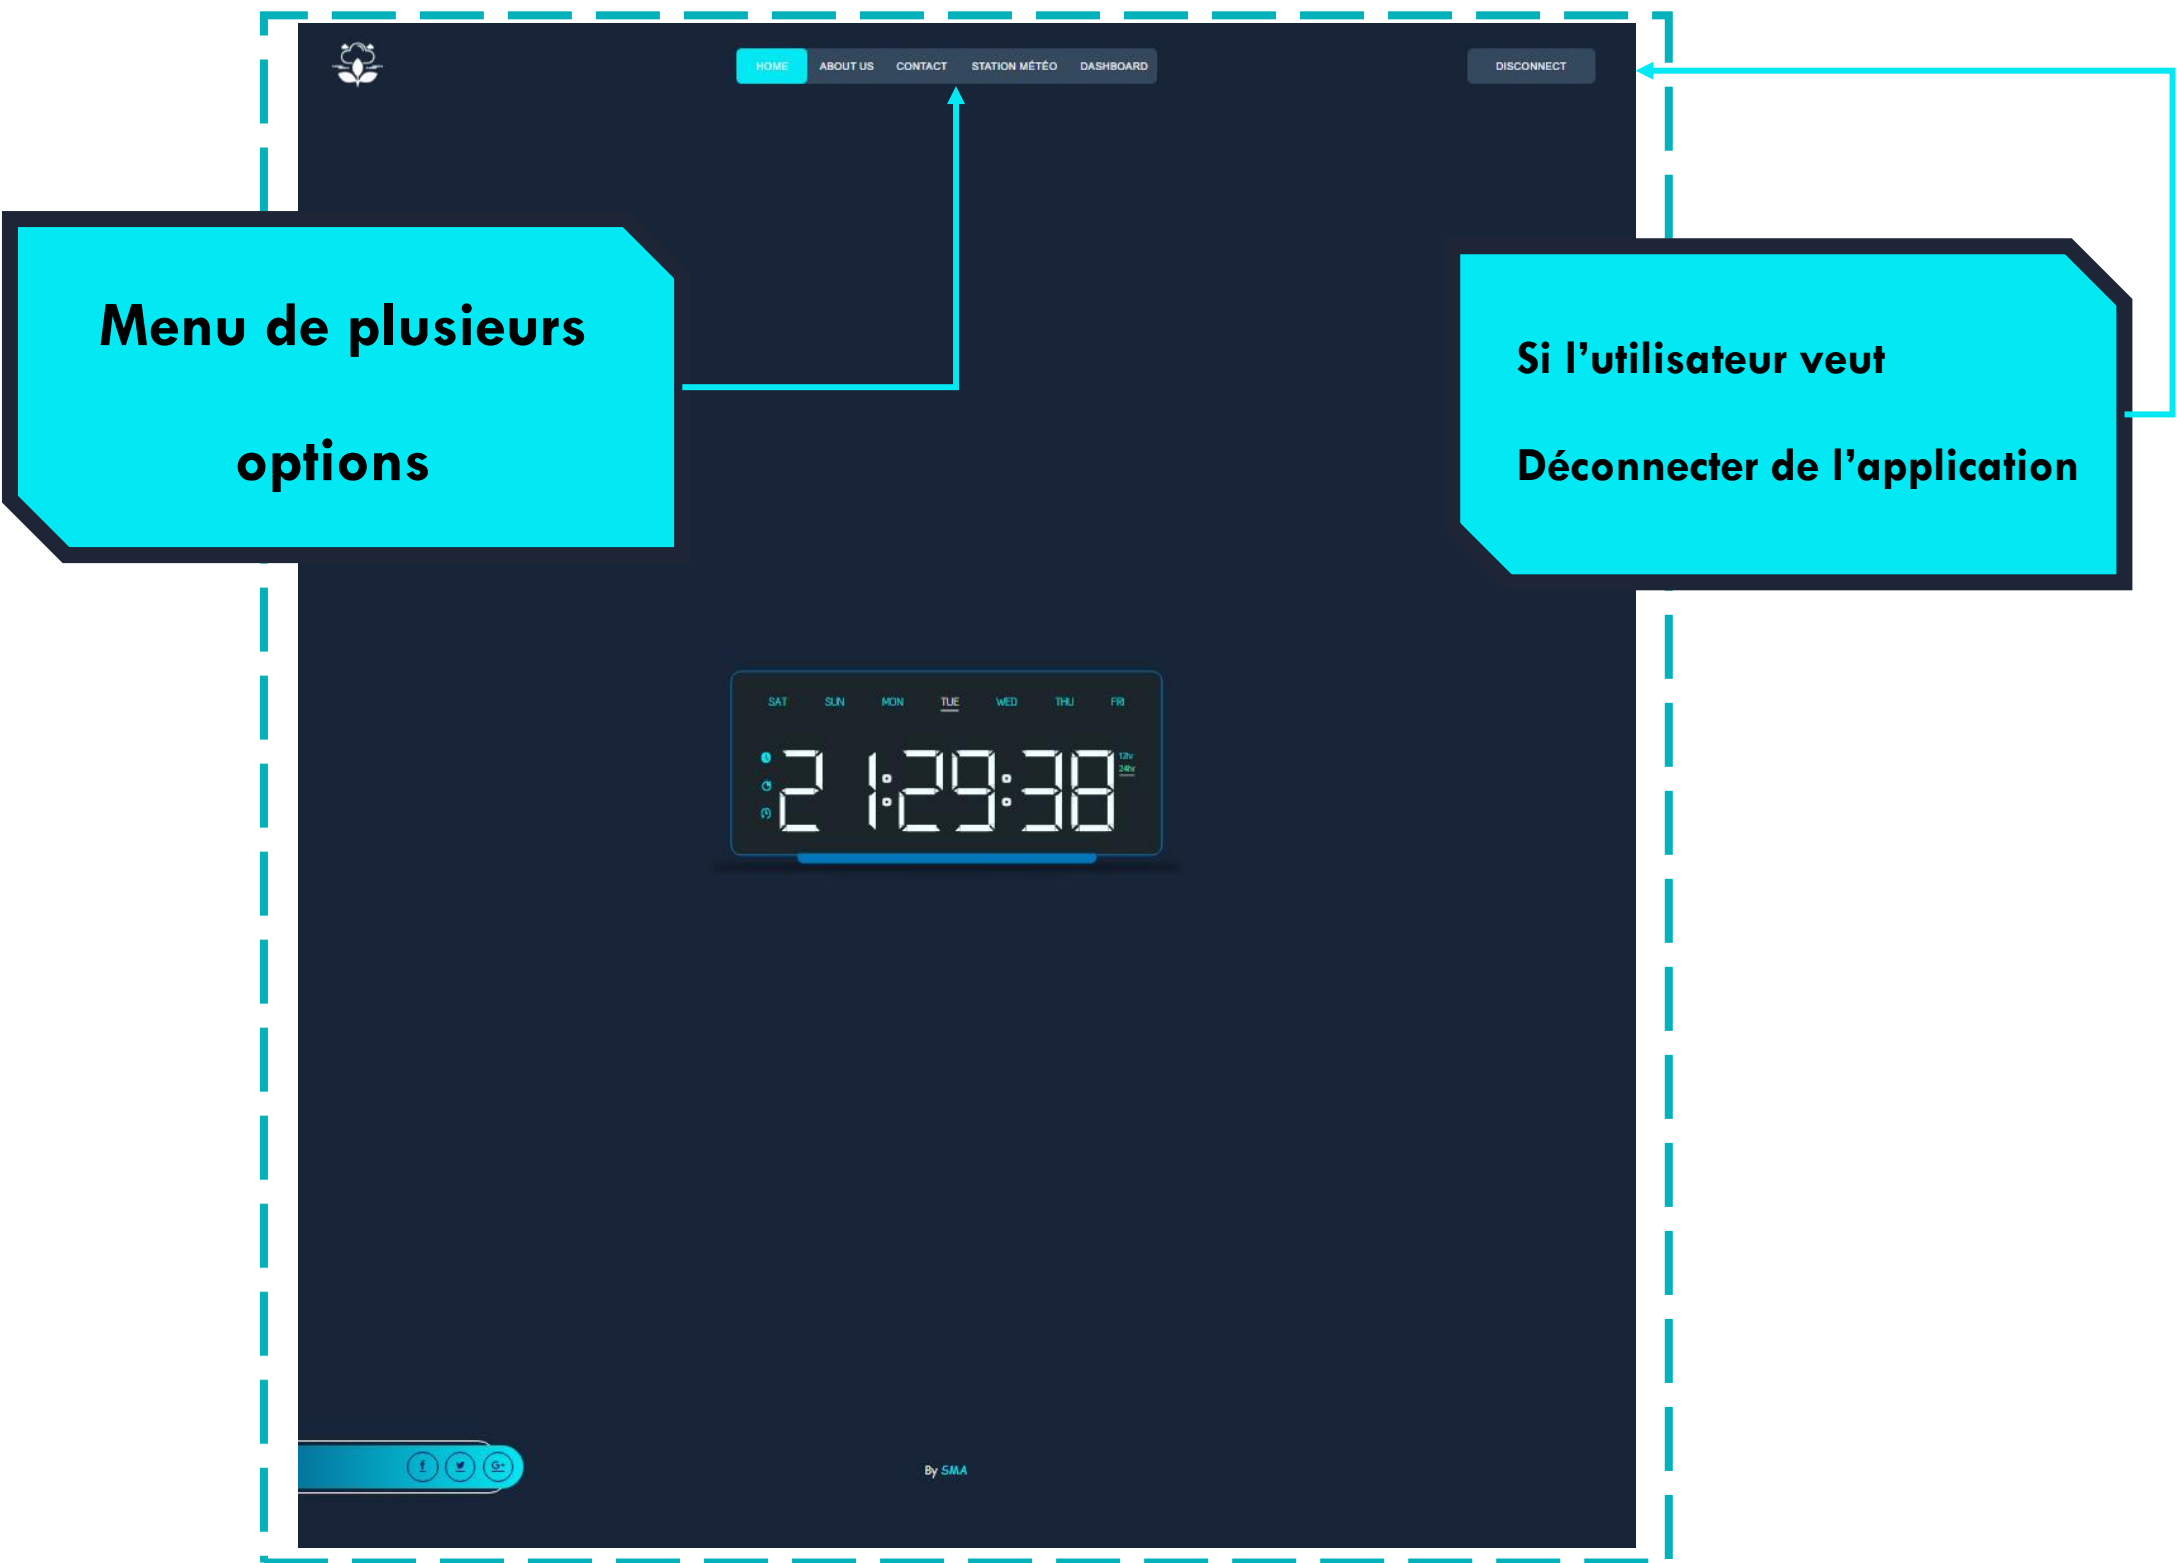 HOME ABOUT US CONTACT STATION MÉTÉO DASHBOARD
DISCONNECT
Menu de plusieurs
options
Si l’utilisateur veut
Déconnecter de l’application
SAT SUN MON TUE WED THU FRI
21:29:38
12hr
24hr
f G+
By SMA